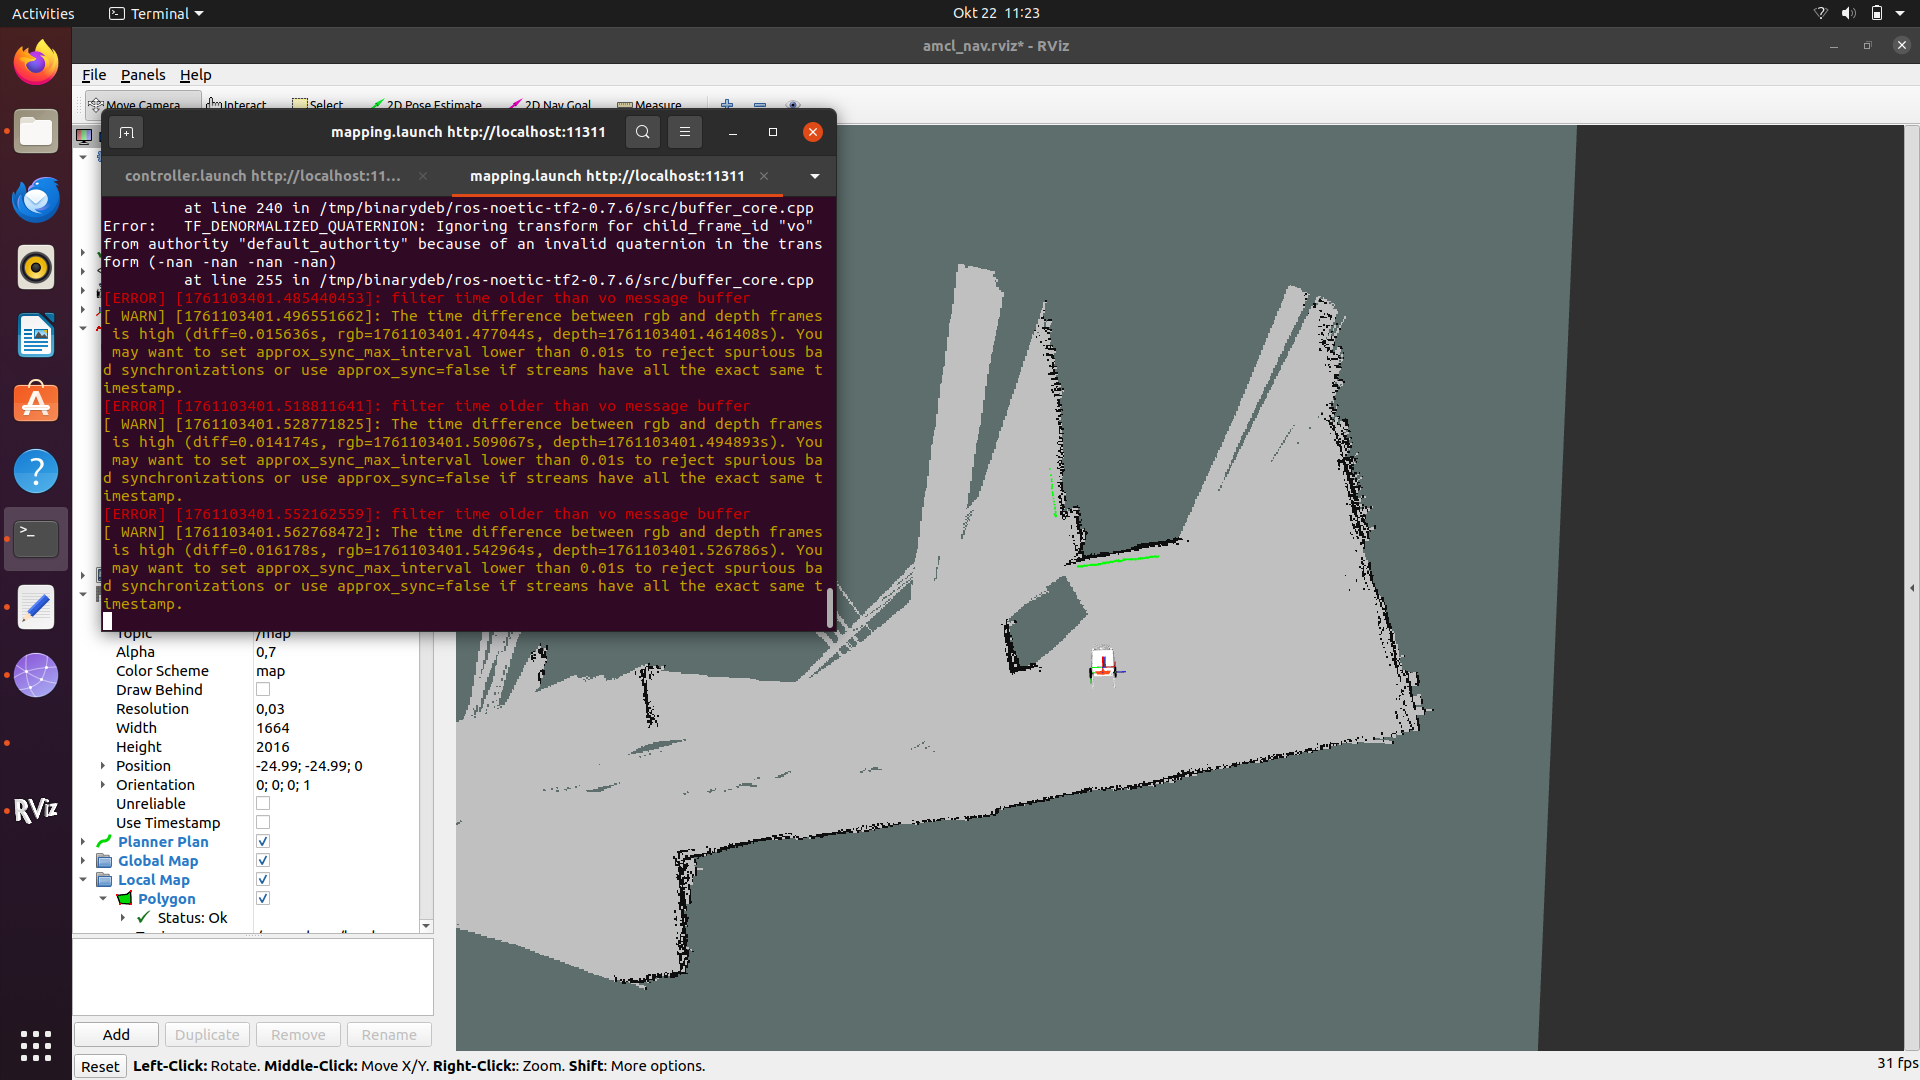 Activities
Terminal
Okt 22 11:23
amcl_nav.rviz* - RViz
File Panels Help
Move Camera Interact Select 2D Pose Estimate 2D Nav Goal Measure
mapping.launch http://localhost:11311
controller.launch http://localhost:11... mapping.launch http://localhost:11311
at line 240 in /tmp/binarydeb/ros-noetic-tf2-0.7.6/src/buffer_core.cpp
Error: TF_DENORMALIZED_QUATERNION: Ignoring transform for child_frame_id "vo"
from authority "default_authority" because of an invalid quaternion in the trans
form (-nan -nan -nan -nan)
at line 255 in /tmp/binarydeb/ros-noetic-tf2-0.7.6/src/buffer_core.cpp
[ERROR] [1761103401.485440453]: filter time older than vo message buffer
[ WARN] [1761103401.496551662]: The time difference between rgb and depth frames
is high (diff=0.015636s, rgb=1761103401.477044s, depth=1761103401.461408s). You
may want to set approx_sync_max_interval lower than 0.01s to reject spurious ba
d synchronizations or use approx_sync=false if streams have all the exact same t
imestamp.
[ERROR] [1761103401.518811641]: filter time older than vo message buffer
[ WARN] [1761103401.528771825]: The time difference between rgb and depth frames
is high (diff=0.014174s, rgb=1761103401.509067s, depth=1761103401.494893s). You
may want to set approx_sync_max_interval lower than 0.01s to reject spurious ba
d synchronizations or use approx_sync=false if streams have all the exact same t
imestamp.
[ERROR] [1761103401.552162559]: filter time older than vo message buffer
[ WARN] [1761103401.562768472]: The time difference between rgb and depth frames
is high (diff=0.016178s, rgb=1761103401.542964s, depth=1761103401.526786s). You
may want to set approx_sync_max_interval lower than 0.01s to reject spurious ba
d synchronizations or use approx_sync=false if streams have all the exact same t
imestamp.
Topic /map
Alpha 0,7
Color Scheme map
Draw Behind
Resolution 0,03
Width 1664
Height 2016
Position -24.99; -24.99; 0
Orientation 0; 0; 0; 1
Unreliable
Use Timestamp
Planner Plan
Global Map
Local Map
Polygon
Status: Ok
RViz
Add Duplicate Remove Rename
Reset Left-Click: Rotate. Middle-Click: Move X/Y. Right-Click:: Zoom. Shift: More options.
31 fps